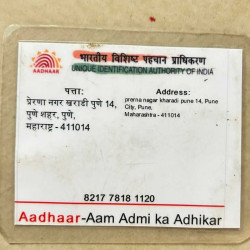 भारतीय विशिष्ट पहचान प्राधिकरण
AADHAAR
UNIQUE IDENTIFICATION AUTHORITY OF INDIA
पत्ता:
प्रेरणा नगर खराडी पुणे 14,
पुणे शहर, पुणे,
महाराष्ट्र - 411014
Address:
prerna nagar kharadi pune 14, Pune
City, Pune,
Maharashtra - 411014
8217 7818 1120
Aadhaar-Aam Admi ka Adhikar